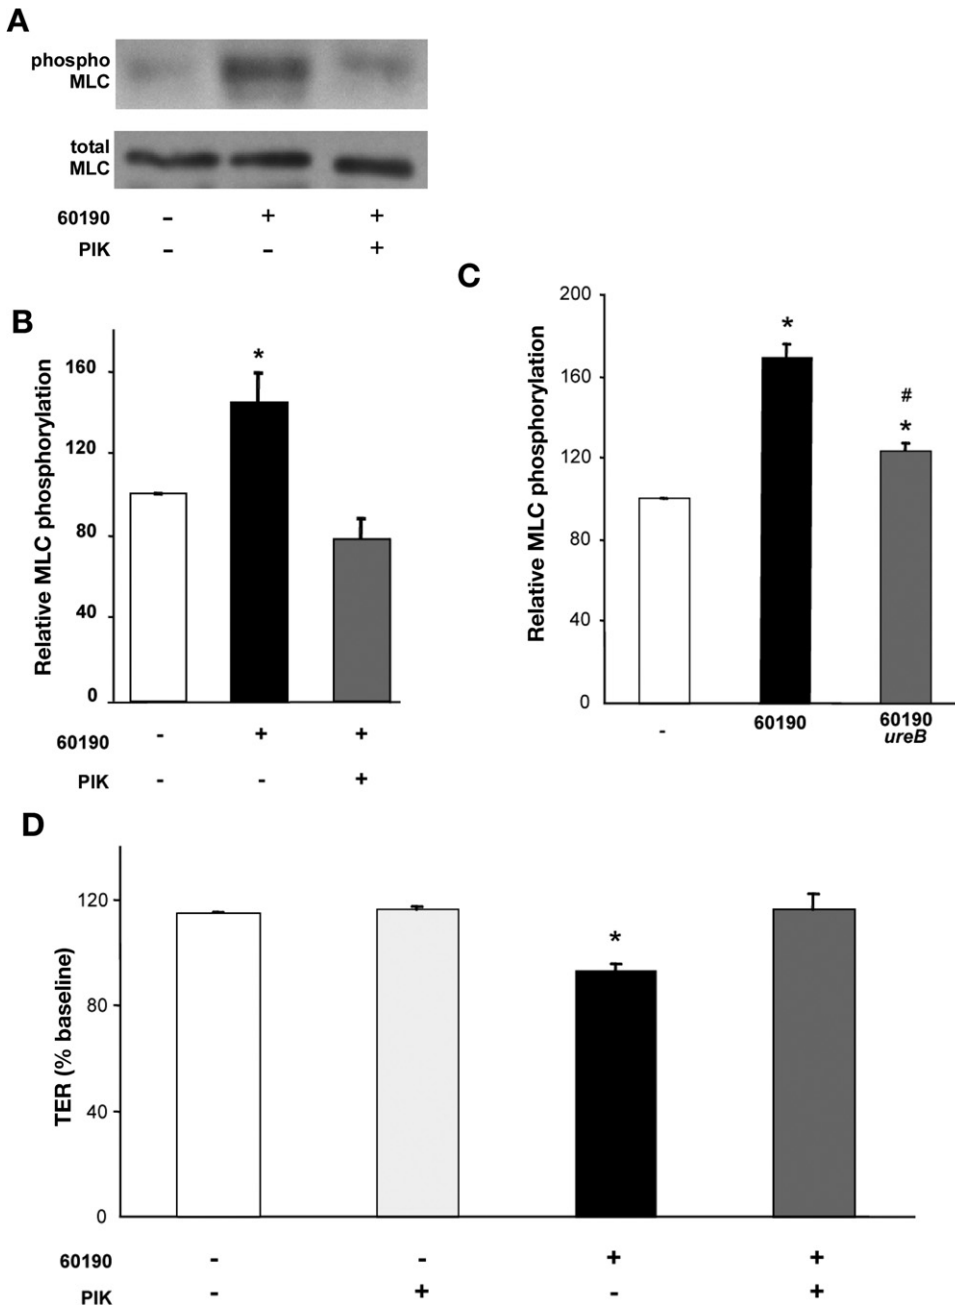 A
phospho
MLC
total
MLC
60190 - + +
PIK - - +
B
Relative MLC phosphorylation
160
120
80
40
0
*
60190 - + +
PIK - - +
C
Relative MLC phosphorylation
200
160
120
80
40
0
*
#
*
- 60190 60190
ureB
D
TER (% baseline)
120
80
40
0
*
60190 - - + +
PIK - + - +